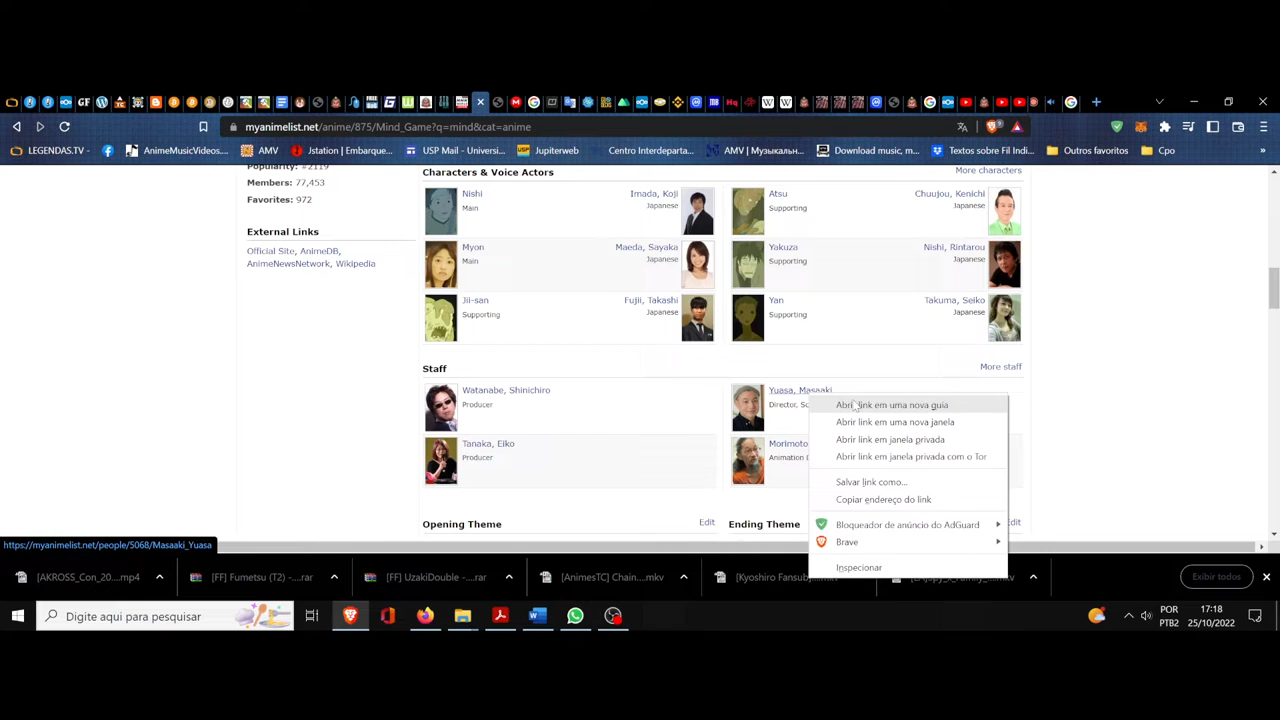 myanimelist.net/anime/875/Mind_Game?q=mind&cat=anime
LEGENDAS.TV - AnimeMusicVideos... AMV Jstation | Embarque... USP Mail - Universi... Jupiterweb Centro Interdeparta... AMV | Музыкальн... Download music, m... Textos sobre Fil Indi... Outros favoritos Cpo
Popularity: #2119
Members: 77,453
Favorites: 972
External Links
Official Site, AnimeDB,
AnimeNewsNetwork, Wikipedia
Characters & Voice Actors More characters
Nishi Imada, Koji
Main Japanese
Atsu Chuujou, Kenichi
Supporting Japanese
Myon Maeda, Sayaka
Main Japanese
Yakuza Nishi, Rintarou
Supporting Japanese
Jii-san Fujii, Takashi
Supporting Japanese
Yan Takuma, Seiko
Supporting Japanese
Staff More staff
Watanabe, Shinichiro
Producer
Yuasa, Masaaki
Director, Sc
Tanaka, Eiko
Producer
Morimoto
Animation
Opening Theme Edit
Ending Theme
Abrir link em uma nova guia
Abrir link em uma nova janela
Abrir link em janela privada
Abrir link em janela privada com o Tor
Salvar link como...
Copiar endereço do link
Bloqueador de anúncio do AdGuard
Brave
Inspecionar
https://myanimelist.net/people/5068/Masaaki_Yuasa
[AKROSS_Con_20....mp4 [FF] Fumetsu (T2) -....rar [FF] UzakiDouble -....rar [AnimesTC] Chain....mkv Exibir todos
Digite aqui para pesquisar
POR 17:18
PTB2 25/10/2022